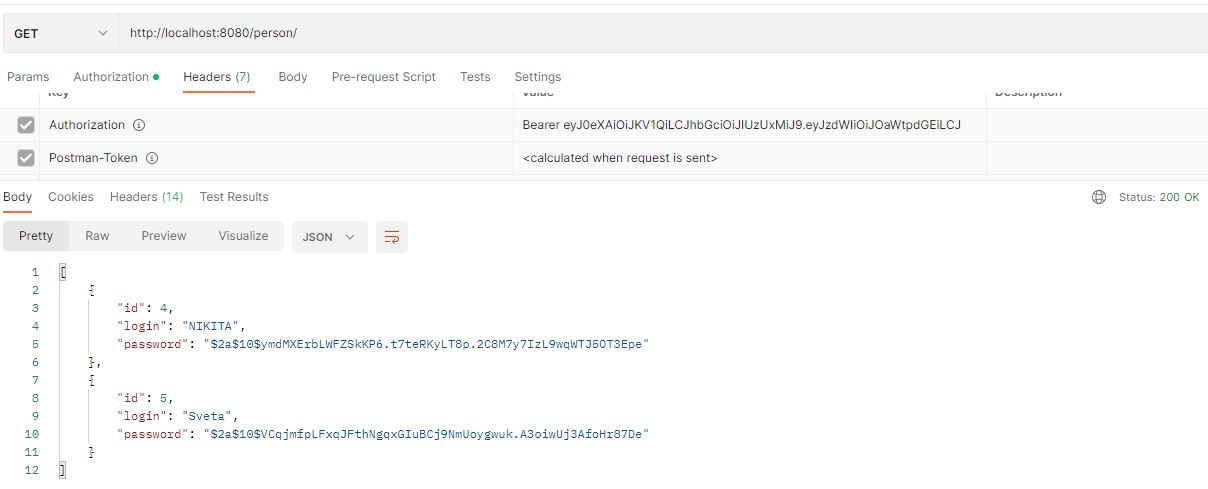 GET http://localhost:8080/person/
Params Authorization Headers (7) Body Pre-request Script Tests Settings
Key Value Description
Authorization Bearer eyJ0eXAiOiJKV1QiLCJhbGciOiJIUzUxMiJ9.eyJzdWIiOiJOaWtpdGEiLCJ
Postman-Token <calculated when request is sent>
Body Cookies Headers (14) Test Results Status: 200 OK
Pretty Raw Preview Visualize JSON
1 [
2 {
3 "id": 4,
4 "login": "NIKITA",
5 "password": "$2a$10$ymdMXErbLWFZSkKP6.t7teRKyLT8p.2C8M7y7IzL9wqWTJ5OT3Epe"
6 },
7 {
8 "id": 5,
9 "login": "Sveta",
10 "password": "$2a$10$VCqjmfpLFxqJFthNgqxGIuBCj9NmUoygwuk.A3oiwUj3AfoHr87De"
11 }
12 ]